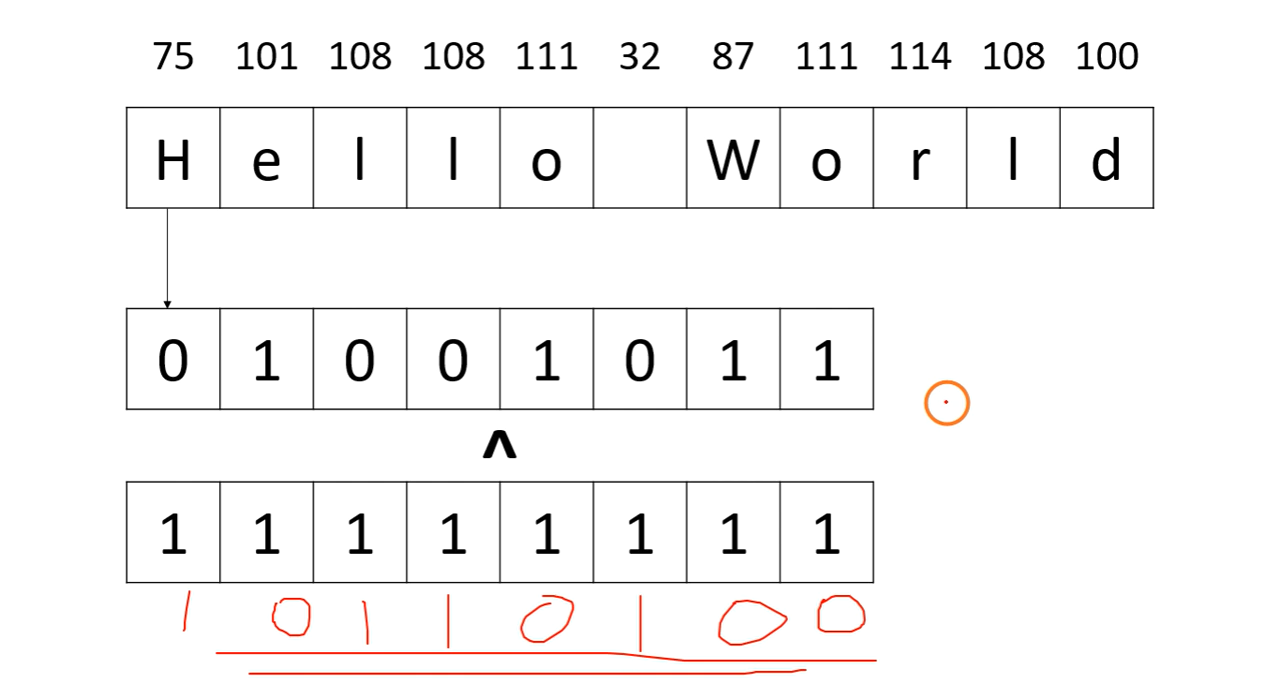 75 101 108 108 111 32 87 111 114 108 100
H e l l o W o r l d
0 1 0 0 1 0 1 1
^
1 1 1 1 1 1 1 1
1 0 1 1 0 1 0 0